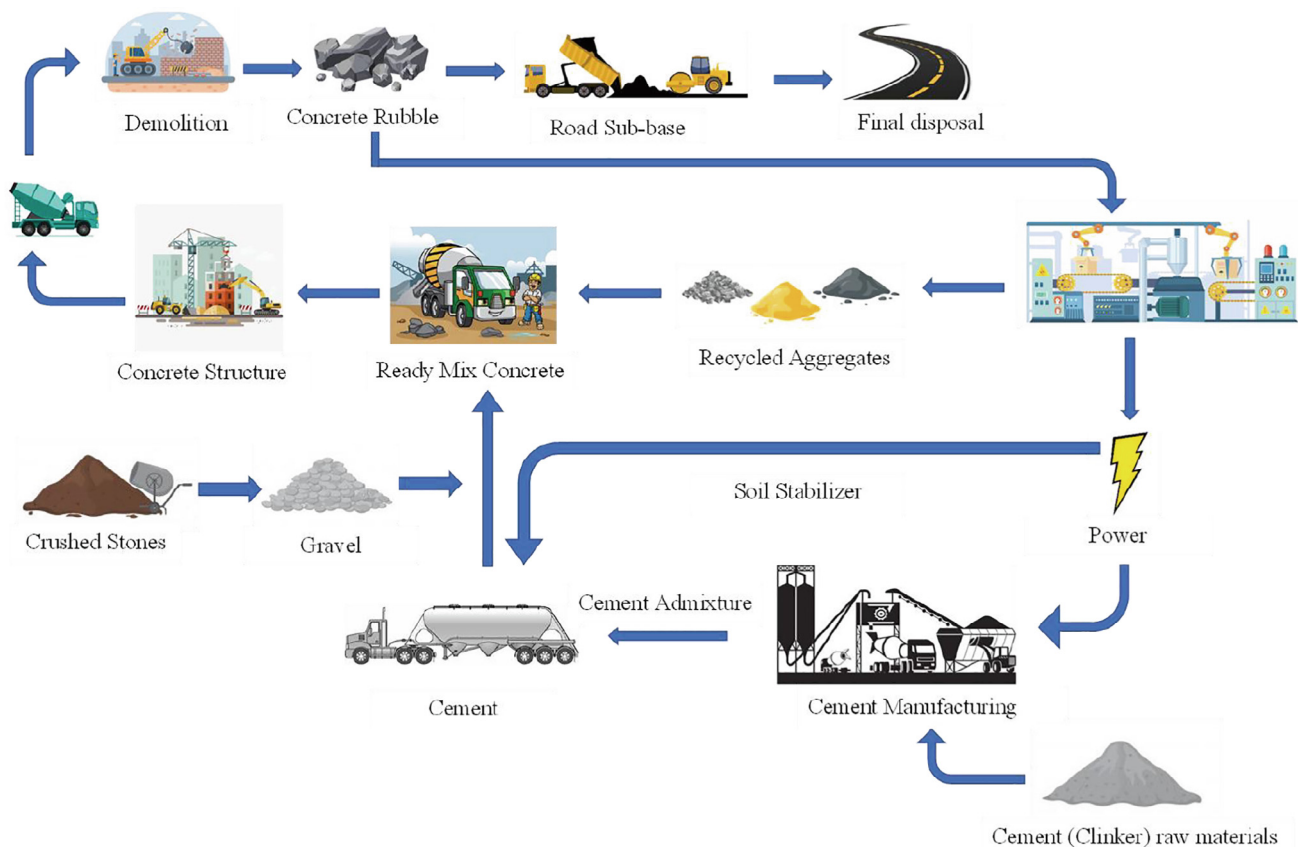 Demolition
Concrete Rubble
Road Sub-base
Final disposal
Concrete Structure
Ready Mix Concrete
Recycled Aggregates
Crushed Stones
Gravel
Soil Stabilizer
Power
Cement Admixture
Cement
Cement Manufacturing
Cement (Clinker) raw materials